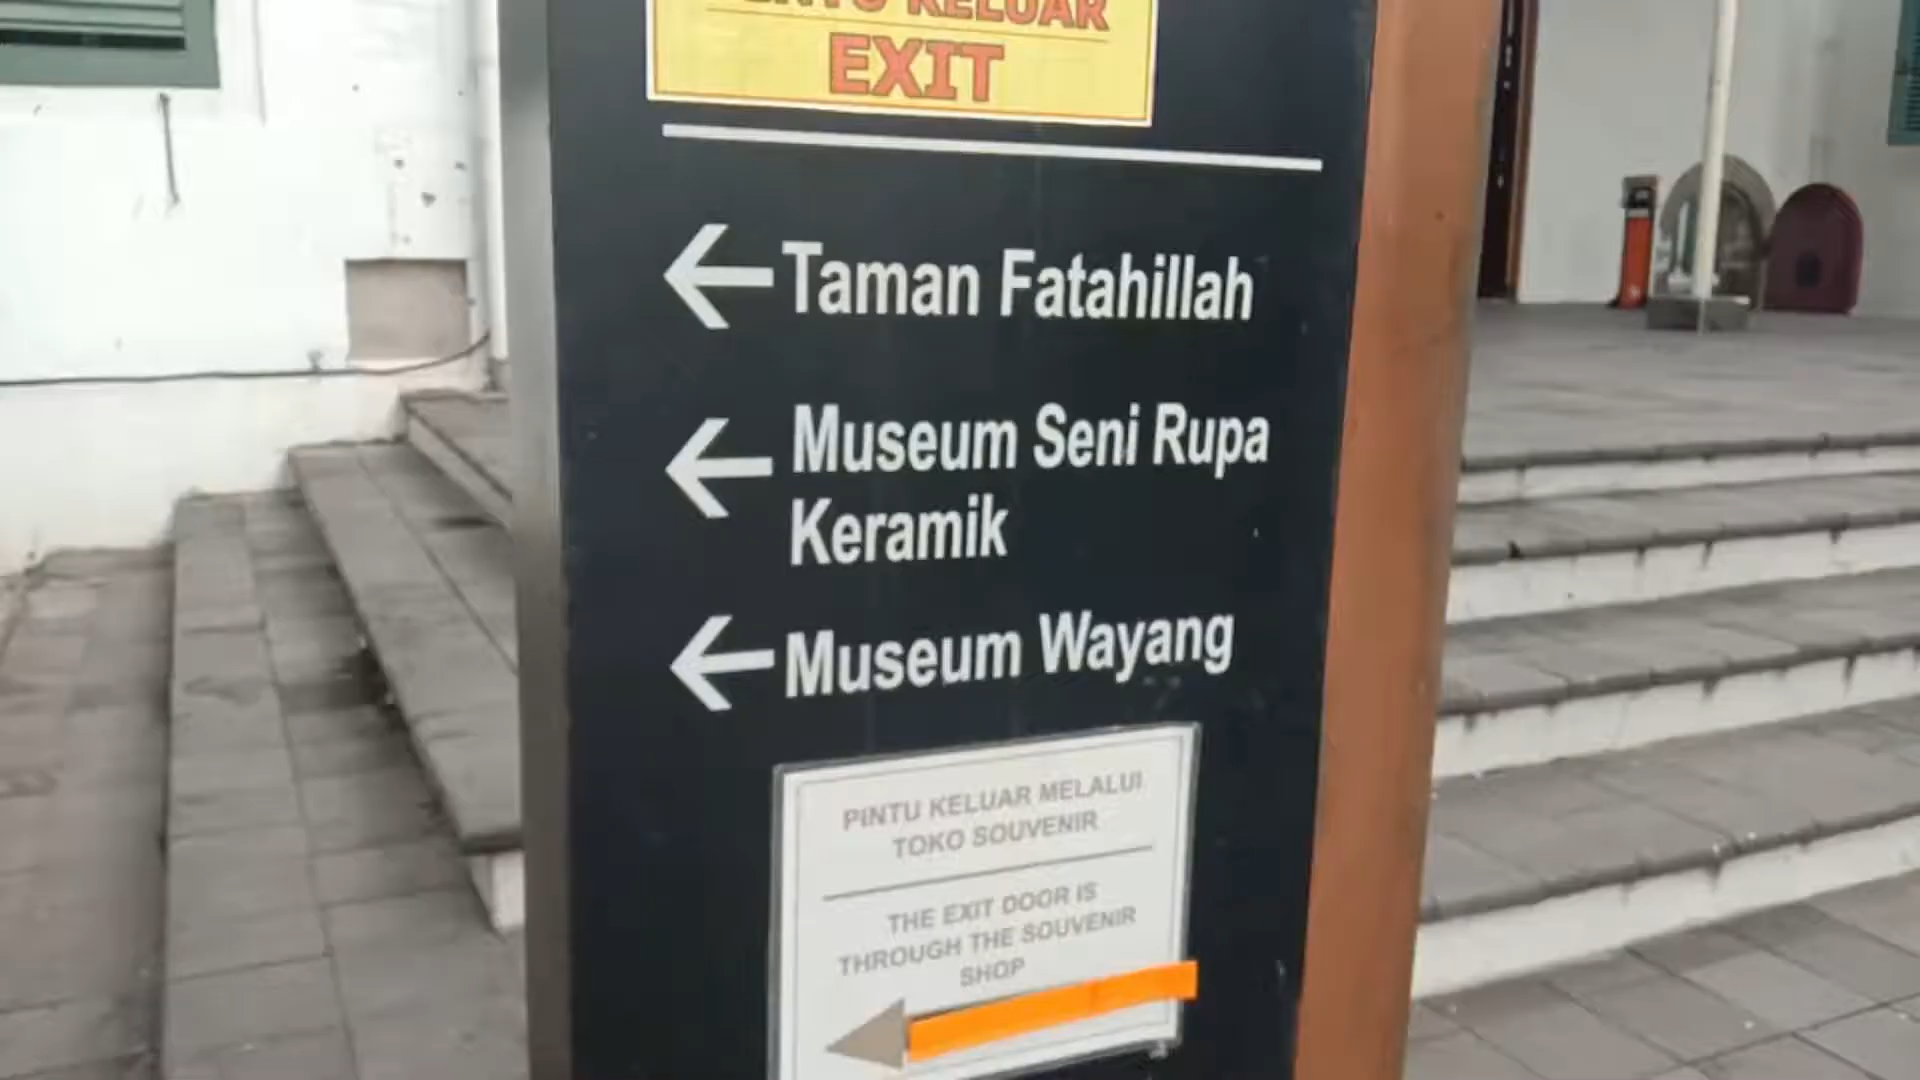 KELUAR
EXIT
Taman Fatahillah
Museum Seni Rupa
Keramik
Museum Wayang
PINTU KELUAR MELALUI
TOKO SOUVENIR
THE EXIT DOOR IS
THROUGH THE SOUVENIR
SHOP